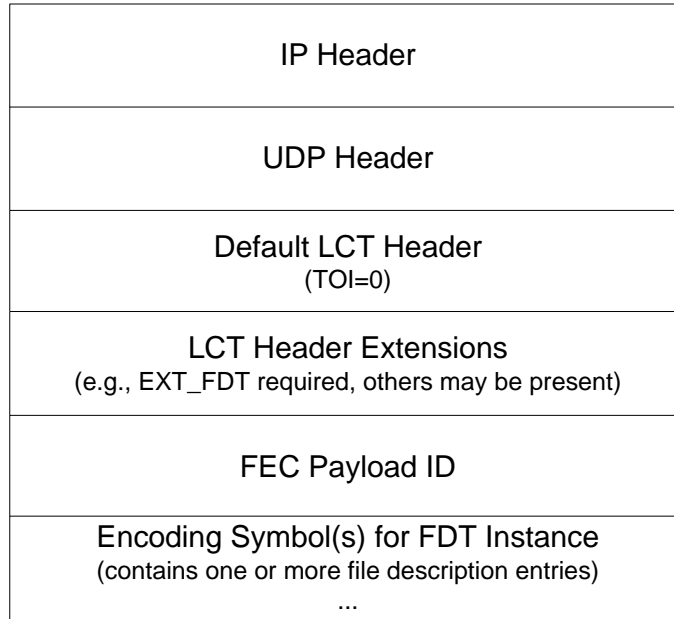 IP Header
UDP Header
Default LCT Header
(TOI=0)
LCT Header Extensions
(e.g., EXT_FDT required, others may be present)
FEC Payload ID
Encoding Symbol(s) for FDT Instance
(contains one or more file description entries)
...